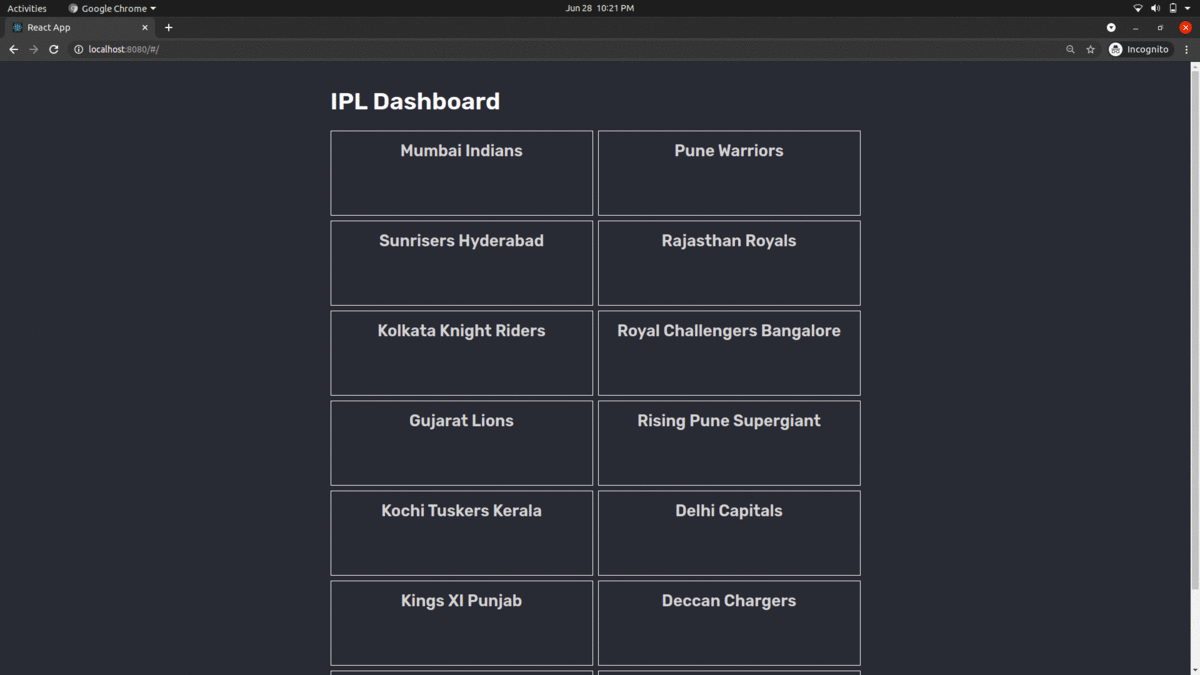 Activities Google Chrome Jun 28 10:21 PM
React App
localhost:8080/#/ Incognito
IPL Dashboard
Mumbai Indians Pune Warriors
Sunrisers Hyderabad Rajasthan Royals
Kolkata Knight Riders Royal Challengers Bangalore
Gujarat Lions Rising Pune Supergiant
Kochi Tuskers Kerala Delhi Capitals
Kings XI Punjab Deccan Chargers